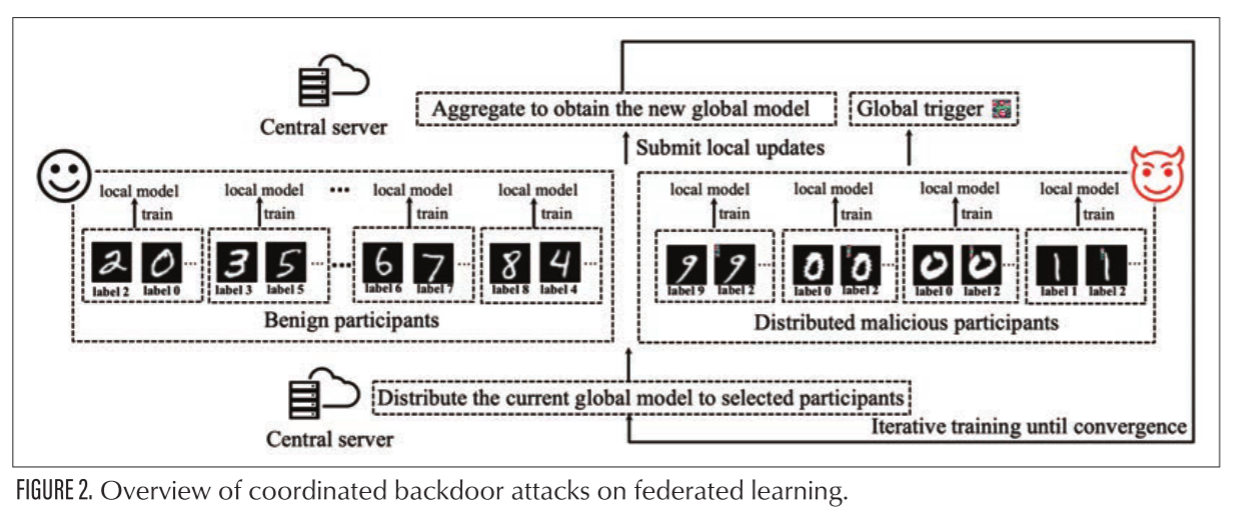 Aggregate to obtain the new global model
Global trigger
Central server
Submit local updates
local model local model ••• local model local model
train train train train
label 2 label 0 ··· label 3 label 5 ··· ••• label 6 label 7 ··· label 8 label 4 ···
Benign participants
local model local model local model local model
train train train train
label 9 label 2 ··· label 0 label 2 ··· label 0 label 2 ··· label 1 label 2 ···
Distributed malicious participants
Distribute the current global model to selected participants
Central server
Iterative training until convergence
FIGURE 2. Overview of coordinated backdoor attacks on federated learning.